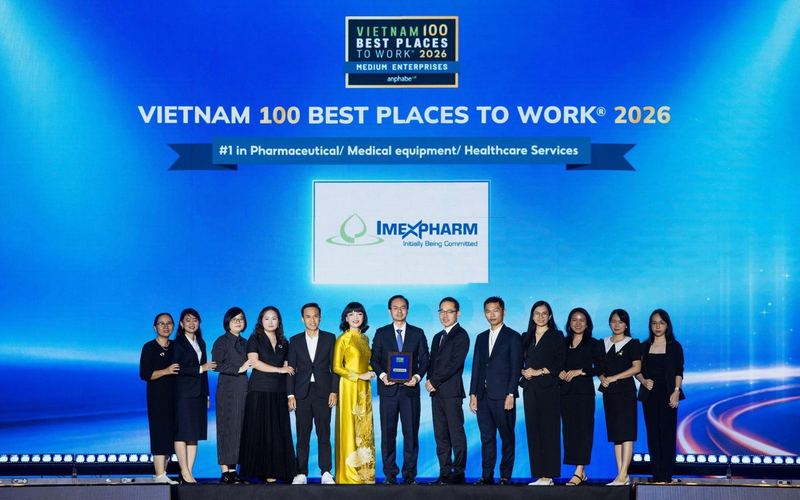 VIETNAM 100
BEST PLACES
TO WORK® 2026
MEDIUM ENTERPRISES
anphabe
VIETNAM 100 BEST PLACES TO WORK® 2026
#1 in Pharmaceutical/ Medical equipment/ Healthcare Services
IMEXPHARM
Initially Being Committed